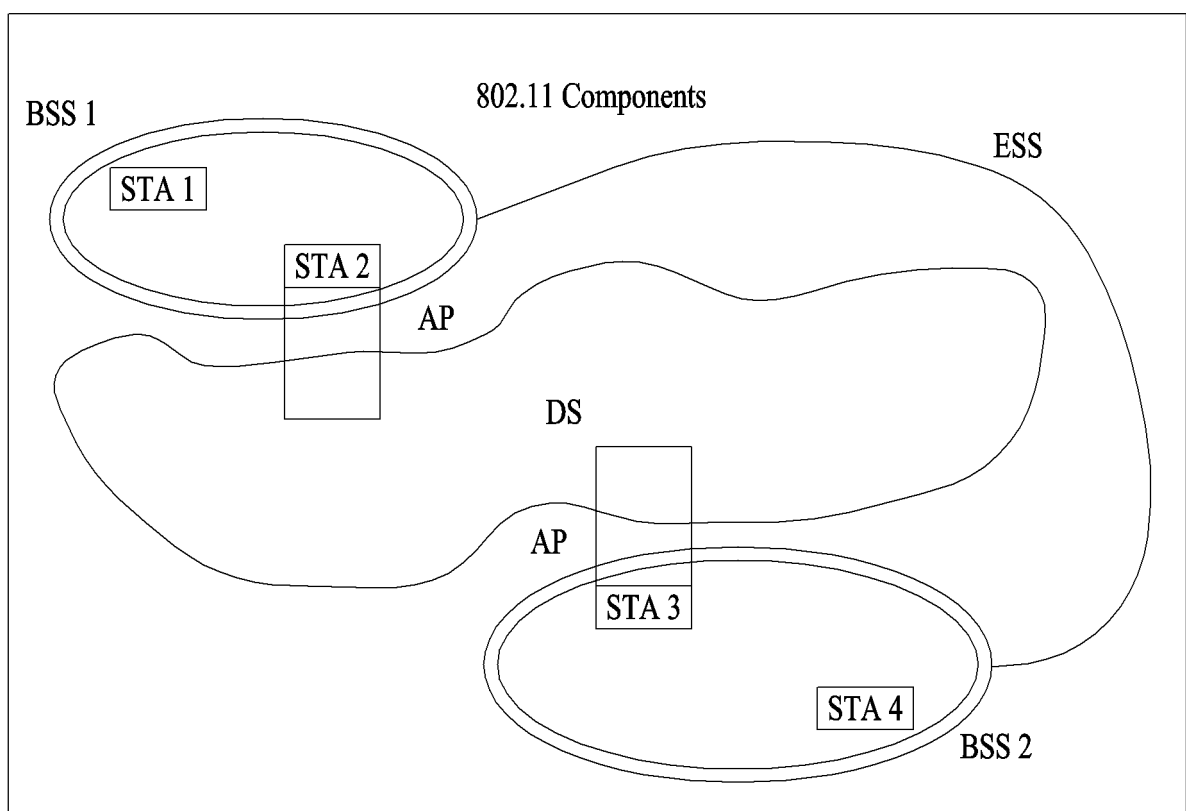 802.11 Components
BSS 1
ESS
STA 1
STA 2
AP
DS
AP
STA 3
STA 4
BSS 2